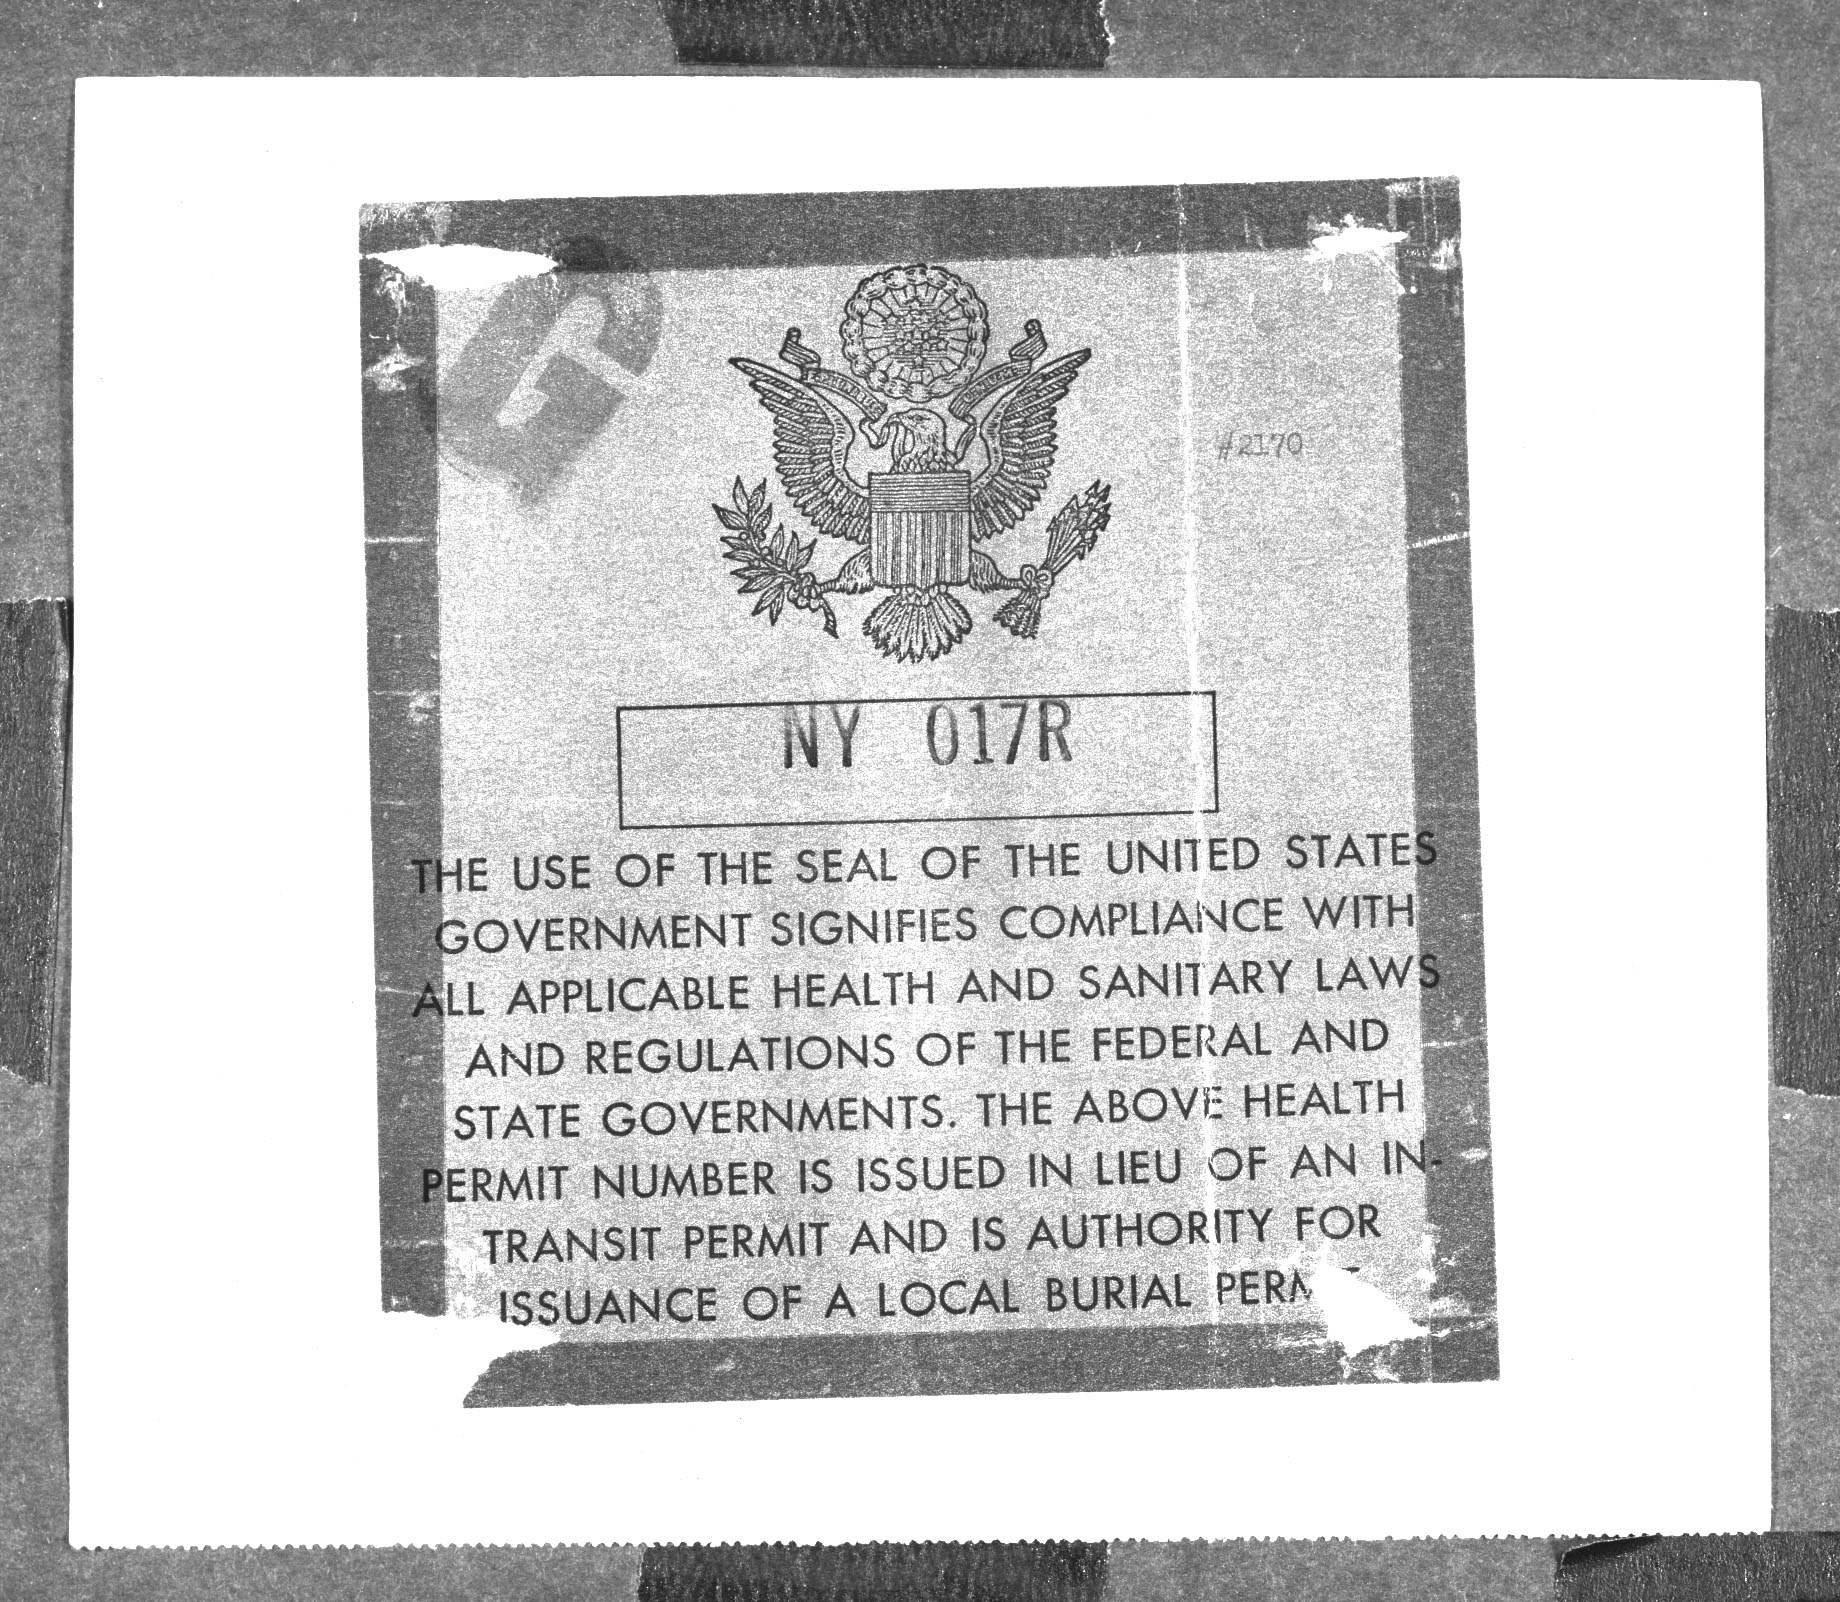 #2170
NY 017R
THE USE OF THE SEAL OF THE UNITED STATES
GOVERNMENT SIGNIFIES COMPLIANCE WITH
ALL APPLICABLE HEALTH AND SANITARY LAWS
AND REGULATIONS OF THE FEDERAL AND
STATE GOVERNMENTS. THE ABOVE HEALTH
PERMIT NUMBER IS ISSUED IN LIEU OF AN IN-
TRANSIT PERMIT AND IS AUTHORITY FOR
ISSUANCE OF A LOCAL BURIAL